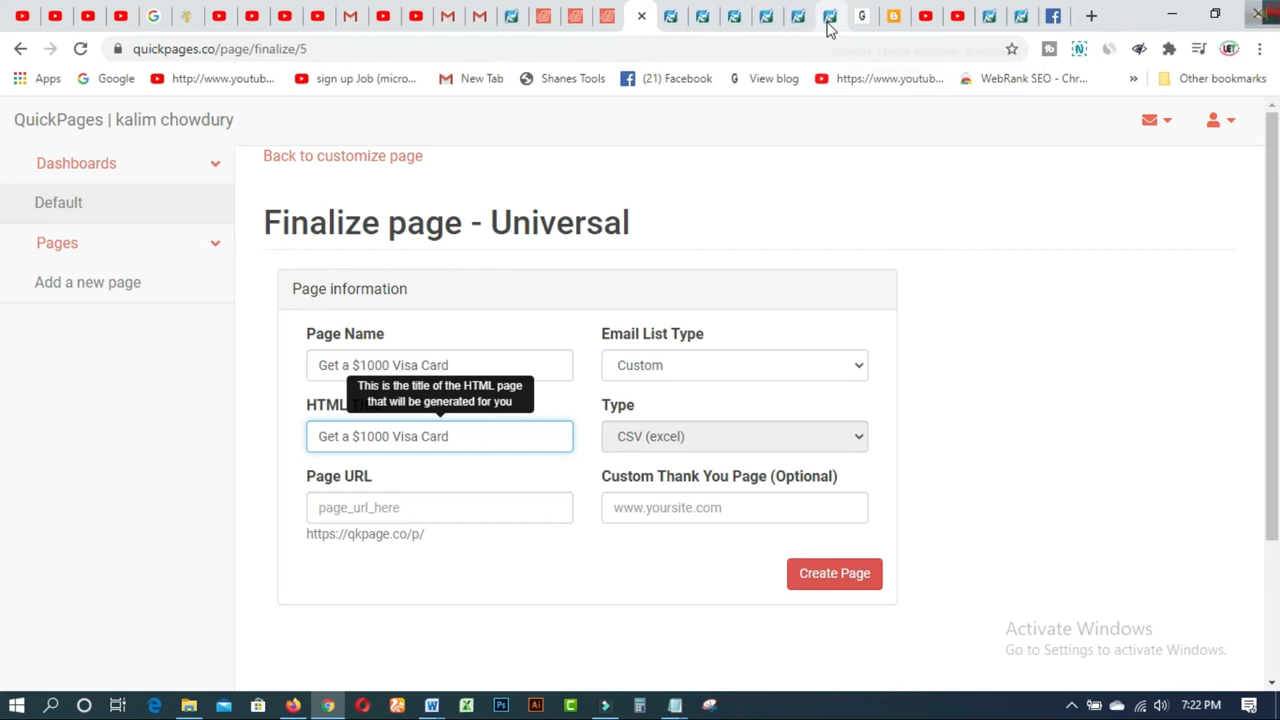 quickpages.co/page/finalize/5
Apps
Google
http://www.youtub...
sign up Job (micro...
New Tab
Shanes Tools
(21) Facebook
View blog
https://www.youtub...
WebRank SEO - Chr...
»
Other bookmarks
QuickPages | kalim chowdury
Dashboards
Back to customize page
Default
Pages
Add a new page
Finalize page - Universal
Page information
Page Name
Email List Type
Get a $1000 Visa Card
Custom
This is the title of the HTML page
that will be generated for you
Type
Get a $1000 Visa Card
CSV (excel)
Page URL
Custom Thank You Page (Optional)
page_url_here
www.yoursite.com
https://qkpage.co/p/
Create Page
Activate Windows
Go to Settings to activate Windows.
7:22 PM